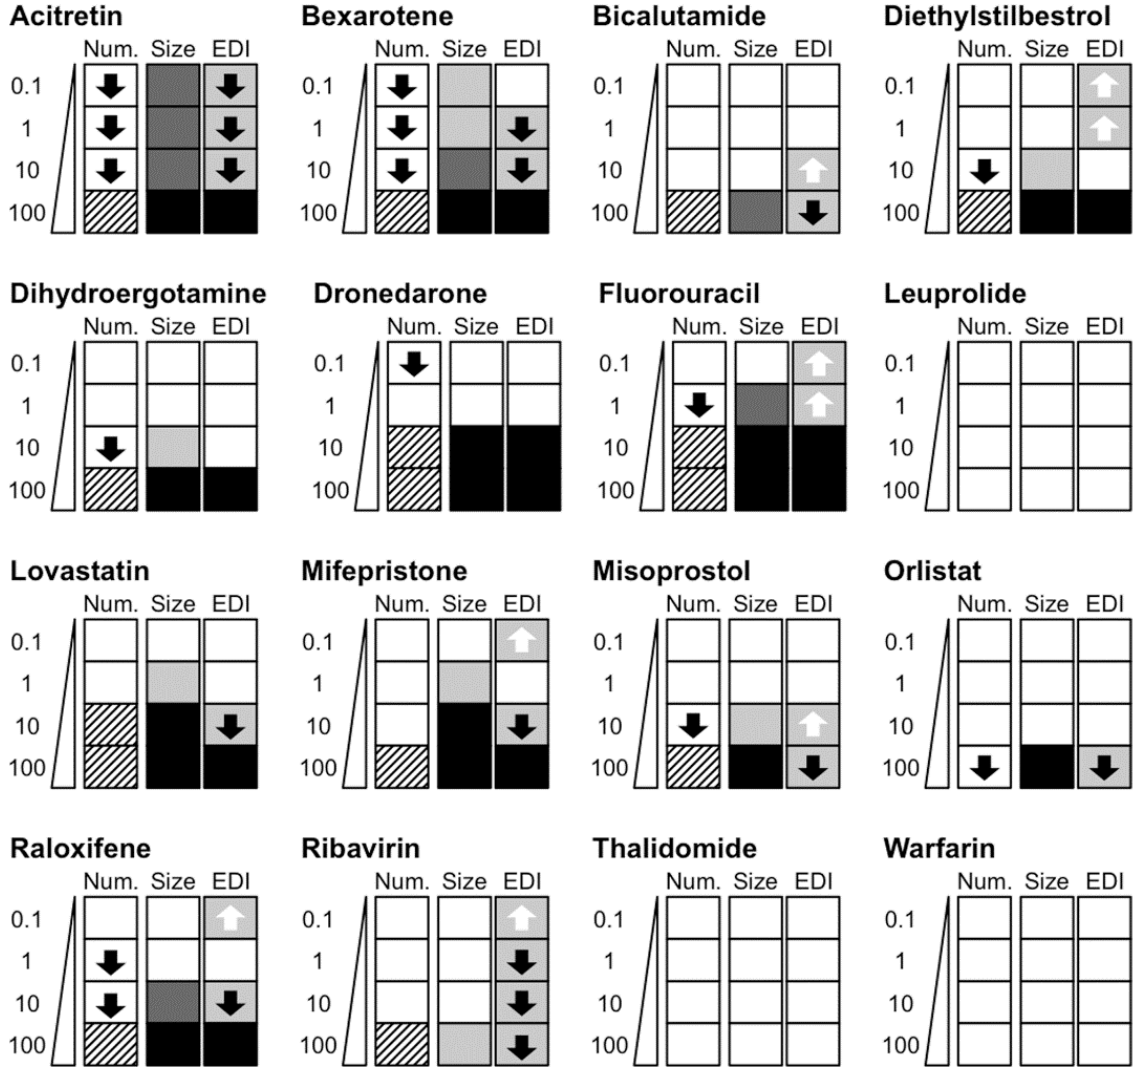 Acitretin Bexarotene Bicalutamide Diethylstilbestrol
Num. Size EDI Num. Size EDI Num. Size EDI Num. Size EDI
0.1 0.1 0.1 0.1
1 1 1 1
10 10 10 10
100 100 100 100
Dihydroergotamine Dronedarone Fluorouracil Leuprolide
Num. Size EDI Num. Size EDI Num. Size EDI Num. Size EDI
0.1 0.1 0.1 0.1
1 1 1 1
10 10 10 10
100 100 100 100
Lovastatin Mifepristone Misoprostol Orlistat
Num. Size EDI Num. Size EDI Num. Size EDI Num. Size EDI
0.1 0.1 0.1 0.1
1 1 1 1
10 10 10 10
100 100 100 100
Raloxifene Ribavirin Thalidomide Warfarin
Num. Size EDI Num. Size EDI Num. Size EDI Num. Size EDI
0.1 0.1 0.1 0.1
1 1 1 1
10 10 10 10
100 100 100 100